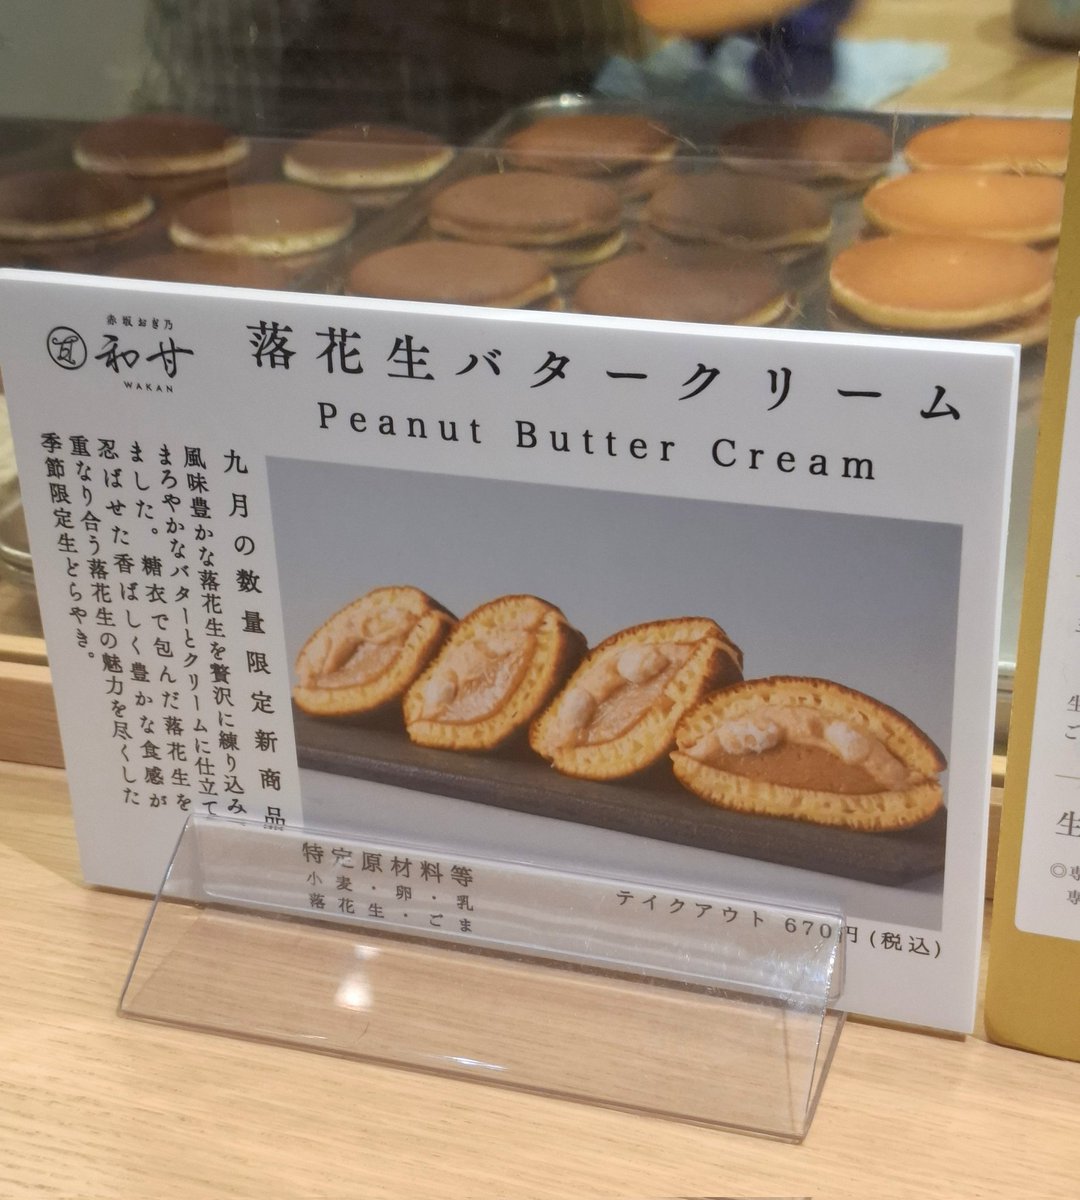 赤坂おぎ乃
和甘
WAKAN
落花生バタークリーム
Peanut Butter Cream
九月の数量限定新商品
風味豊かな落花生を贅沢に練り込み
まろやかなバターとクリームに仕立て
ました。糖衣で包んだ落花生を
忍ばせた香ばしく豊かな食感が
重なり合う落花生の魅力を尽くした
季節限定生どらやき。
特定原材料等
小麦・卵・乳
落花生・ごま
テイクアウト 670円(税込)
生
ご
生